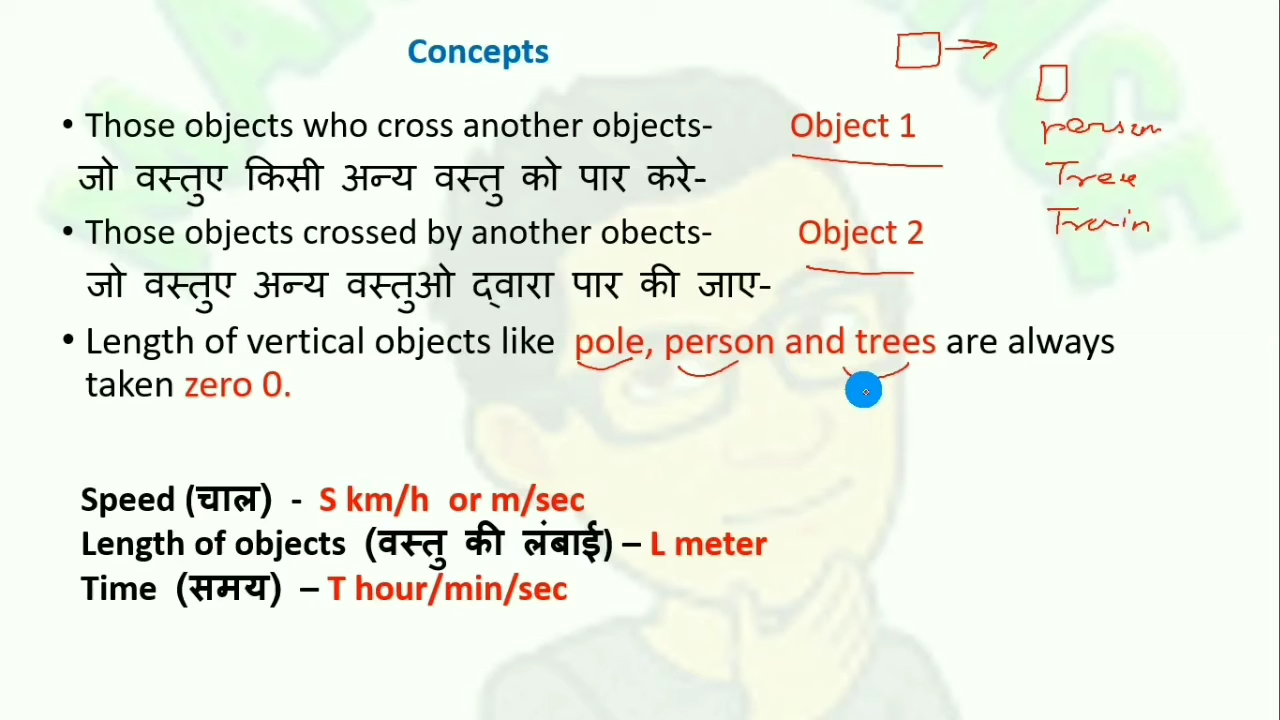 Concepts
• Those objects who cross another objects- Object 1
person
जो वस्तुए किसी अन्य वस्तु को पार करे-
Tree
• Those objects crossed by another obects- Object 2
Train
जो वस्तुए अन्य वस्तुओ द्वारा पार की जाए-
• Length of vertical objects like pole, person and trees are always
taken zero 0.
Speed (चाल) - S km/h or m/sec
Length of objects (वस्तु की लंबाई) – L meter
Time (समय) – T hour/min/sec